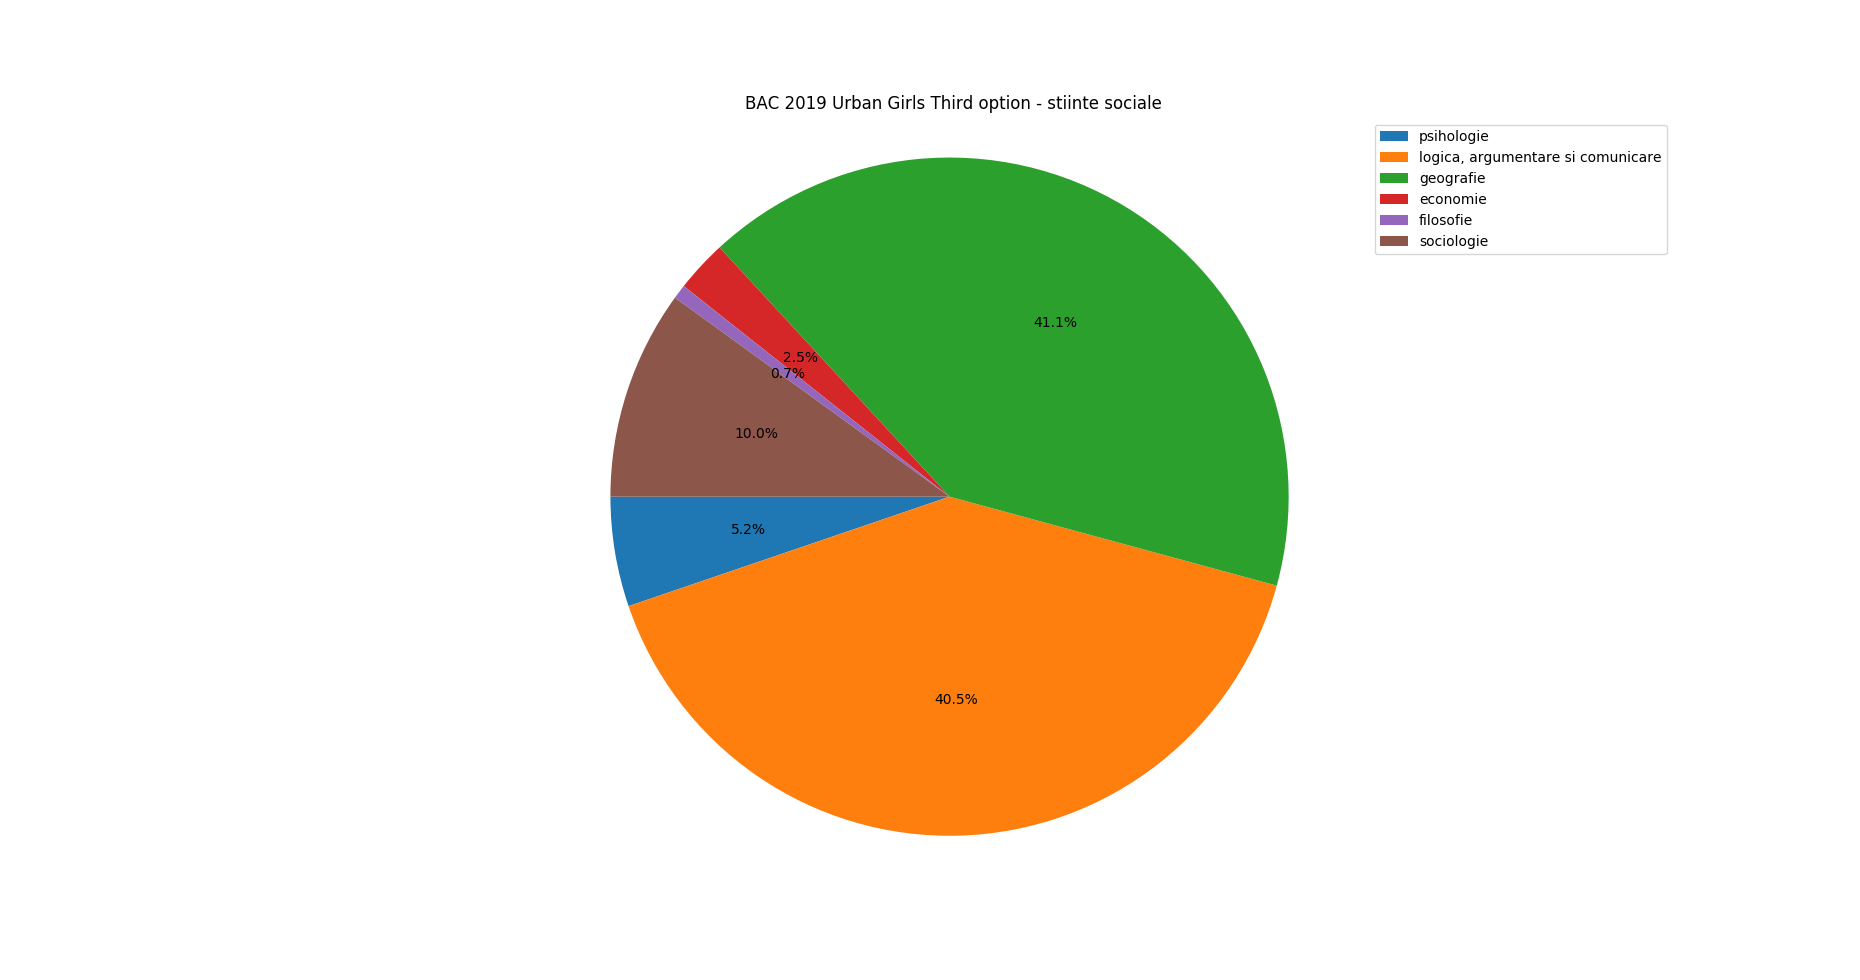 BAC 2019 Urban Girls Third option - stiinte sociale
psihologie
logica, argumentare si comunicare
geografie
economie
filosofie
sociologie
41.1%
2.5%
0.7%
10.0%
5.2%
40.5%